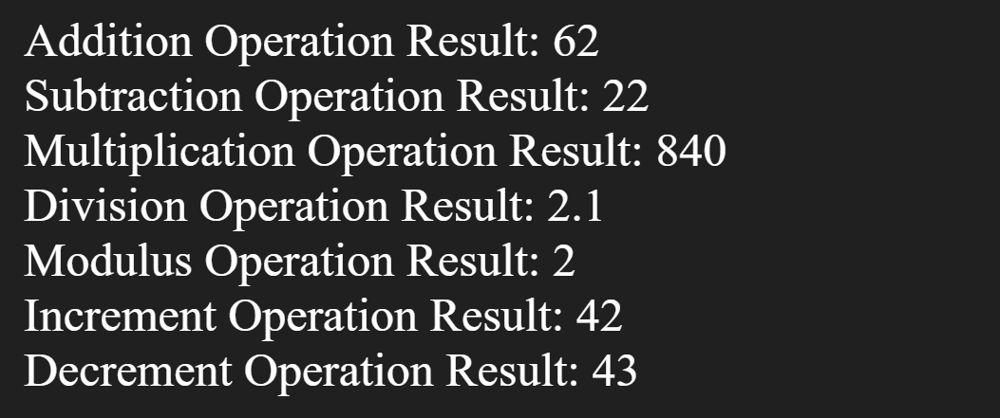 Addition Operation Result: 62
Subtraction Operation Result: 22
Multiplication Operation Result: 840
Division Operation Result: 2.1
Modulus Operation Result: 2
Increment Operation Result: 42
Decrement Operation Result: 43